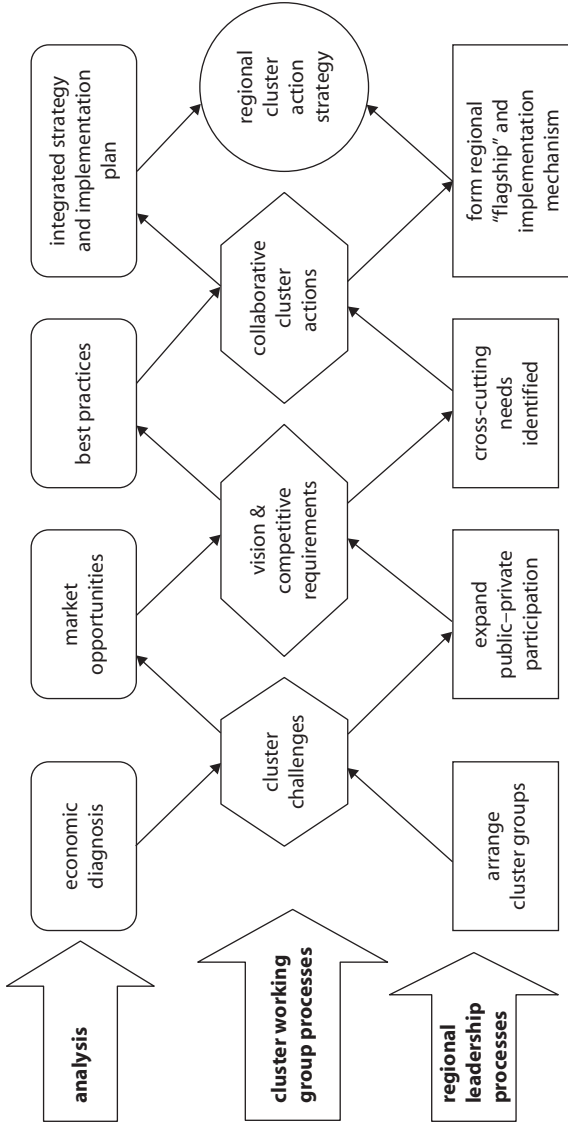 analysis
economic
diagnosis
market
opportunities
best practices
integrated strategy
and implementation
plan
cluster working
group processes
cluster
challenges
vision &
competitive
requirements
collaborative
cluster
actions
regional
cluster
action
strategy
regional
leadership
processes
arrange
cluster groups
expand
public–private
participation
cross-cutting
needs
identified
form regional
“flagship” and
implementation
mechanism